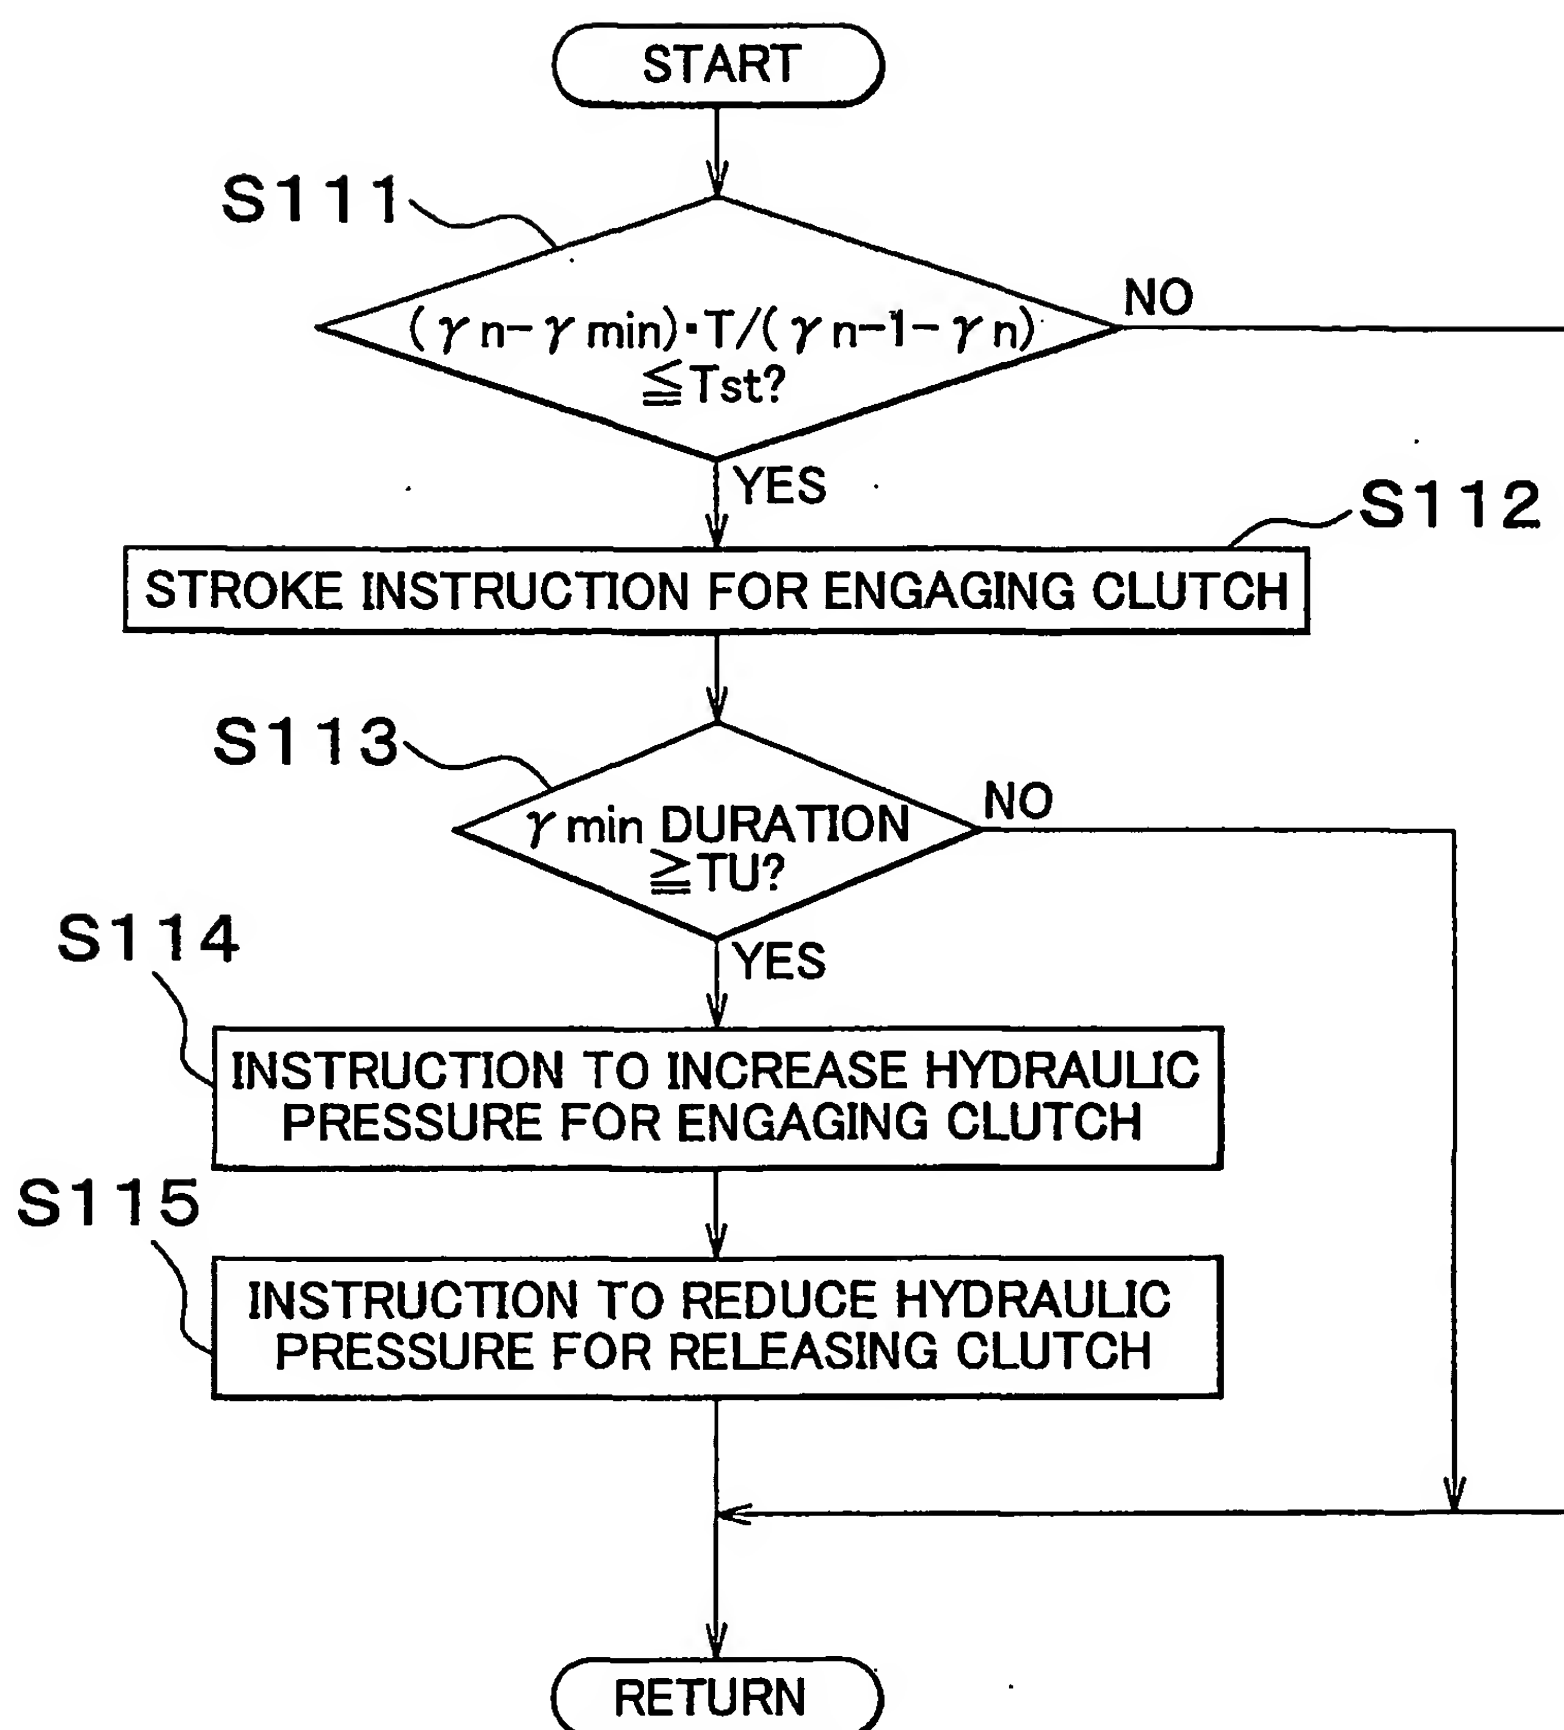 START
S111
NO
(γn-γmin)·T/(γn-1-γn)
≦Tst?
YES
S112
STROKE INSTRUCTION FOR ENGAGING CLUTCH
S113
NO
γmin DURATION
≧TU?
S114
YES
INSTRUCTION TO INCREASE HYDRAULIC
PRESSURE FOR ENGAGING CLUTCH
S115
INSTRUCTION TO REDUCE HYDRAULIC
PRESSURE FOR RELEASING CLUTCH
RETURN